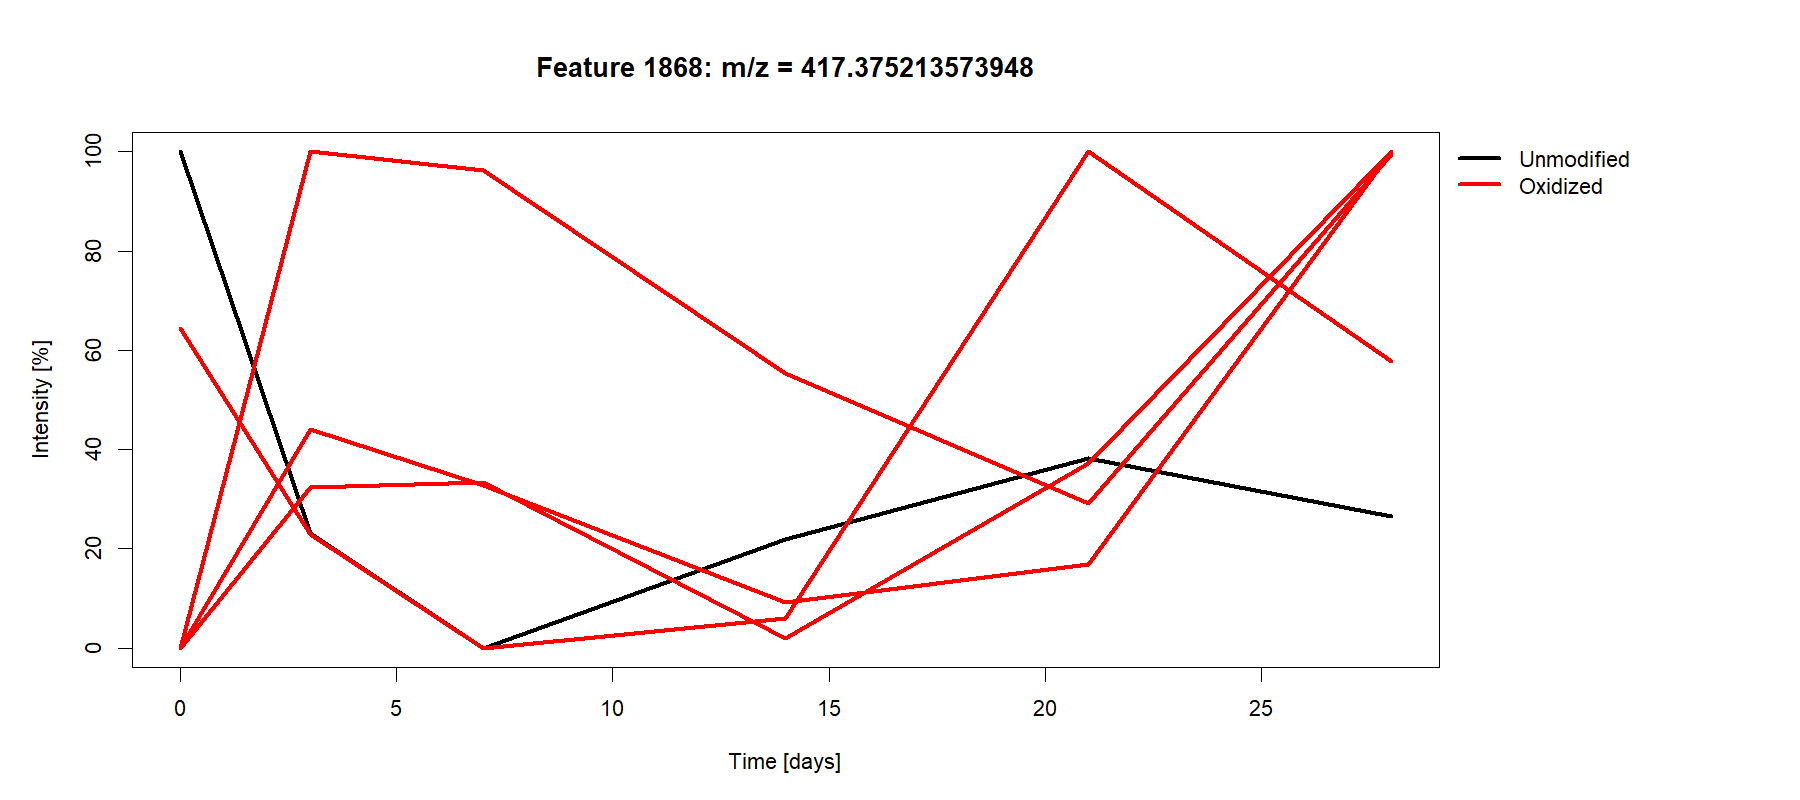 Feature 1868: m/z = 417.375213573948
Unmodified
Oxidized
100
80
60
40
20
0
Intensity [%]
0 5 10 15 20 25
Time [days]